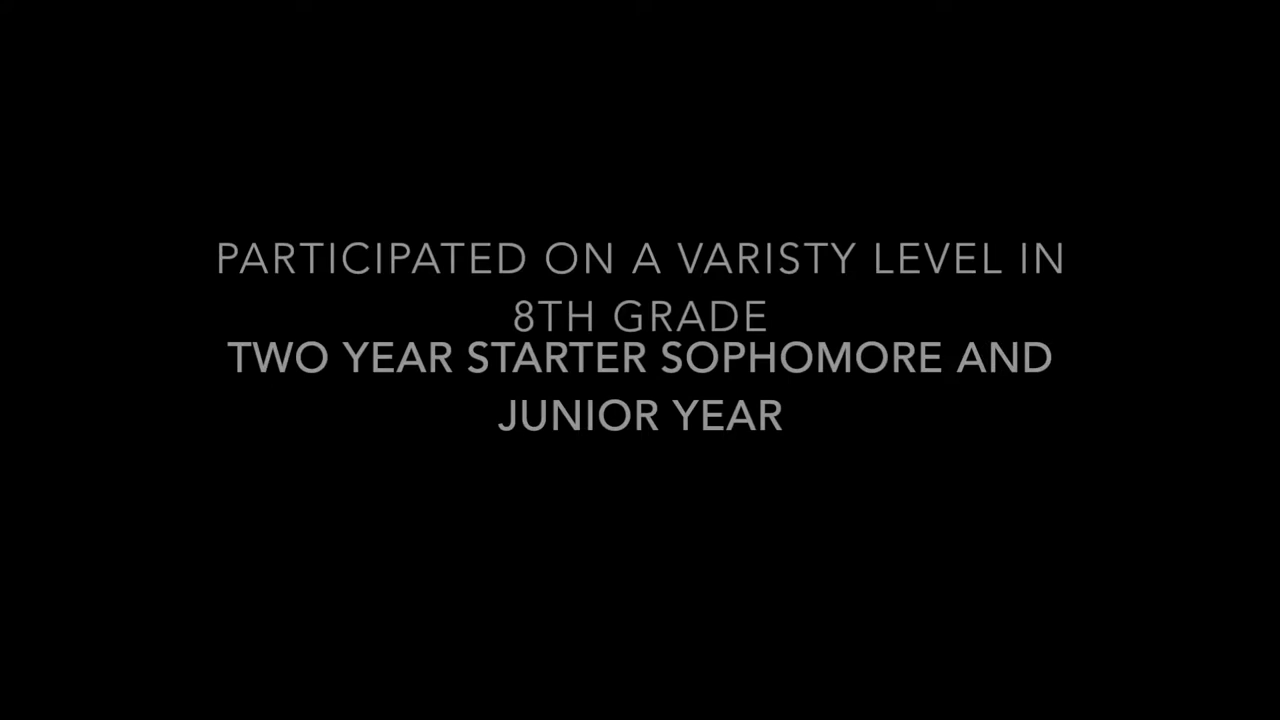 PARTICIPATED ON A VARISTY LEVEL IN
8TH GRADE
TWO YEAR STARTER SOPHOMORE AND
JUNIOR YEAR